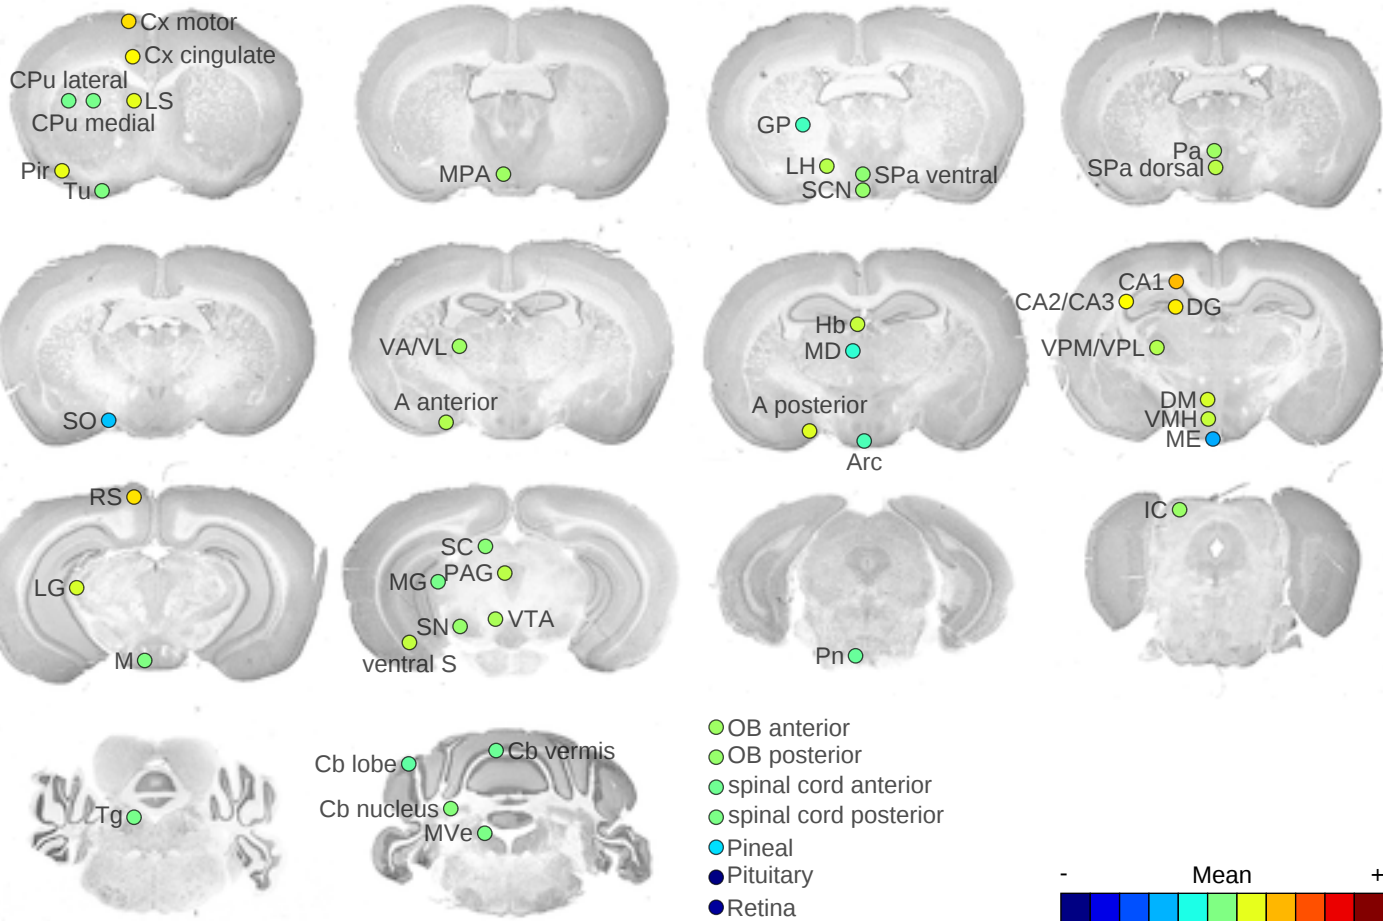 Cx motor
Cx cingulate
CPu lateral
LS
CPu medial
Pir
Tu
MPA
GP
LH
SPa ventral
SCN
Pa
SPa dorsal
SO
VA/VL
A anterior
Hb
MD
A posterior
Arc
CA1
CA2/CA3
DG
VPM/VPL
DM
VMH
ME
RS
LG
M
SC
PAG
MG
VTA
SN
ventral S
Pn
IC
Tg
Cb lobe
Cb vermis
Cb nucleus
MVe
OB anterior
OB posterior
spinal cord anterior
spinal cord posterior
Pineal
Pituitary
Retina
- Mean +